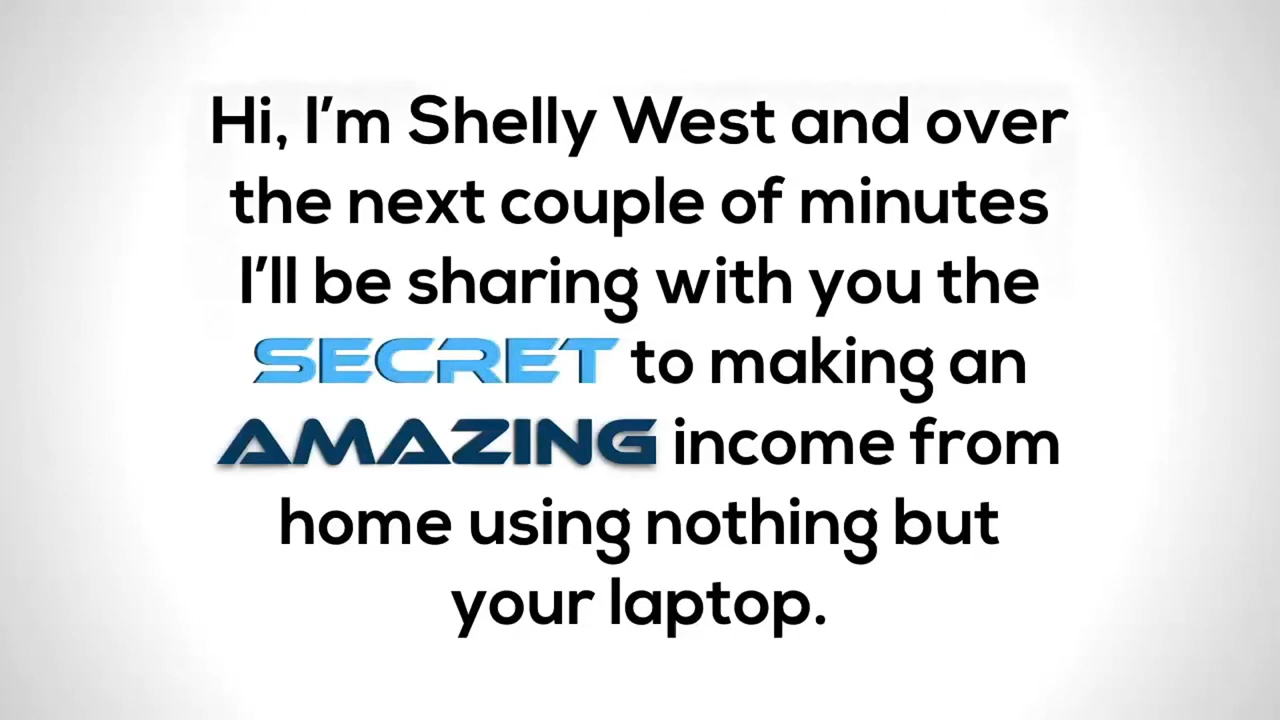 Hi, I'm Shelly West and over
the next couple of minutes
I'll be sharing with you the
SECRET to making an
AMAZING income from
home using nothing but
your laptop.